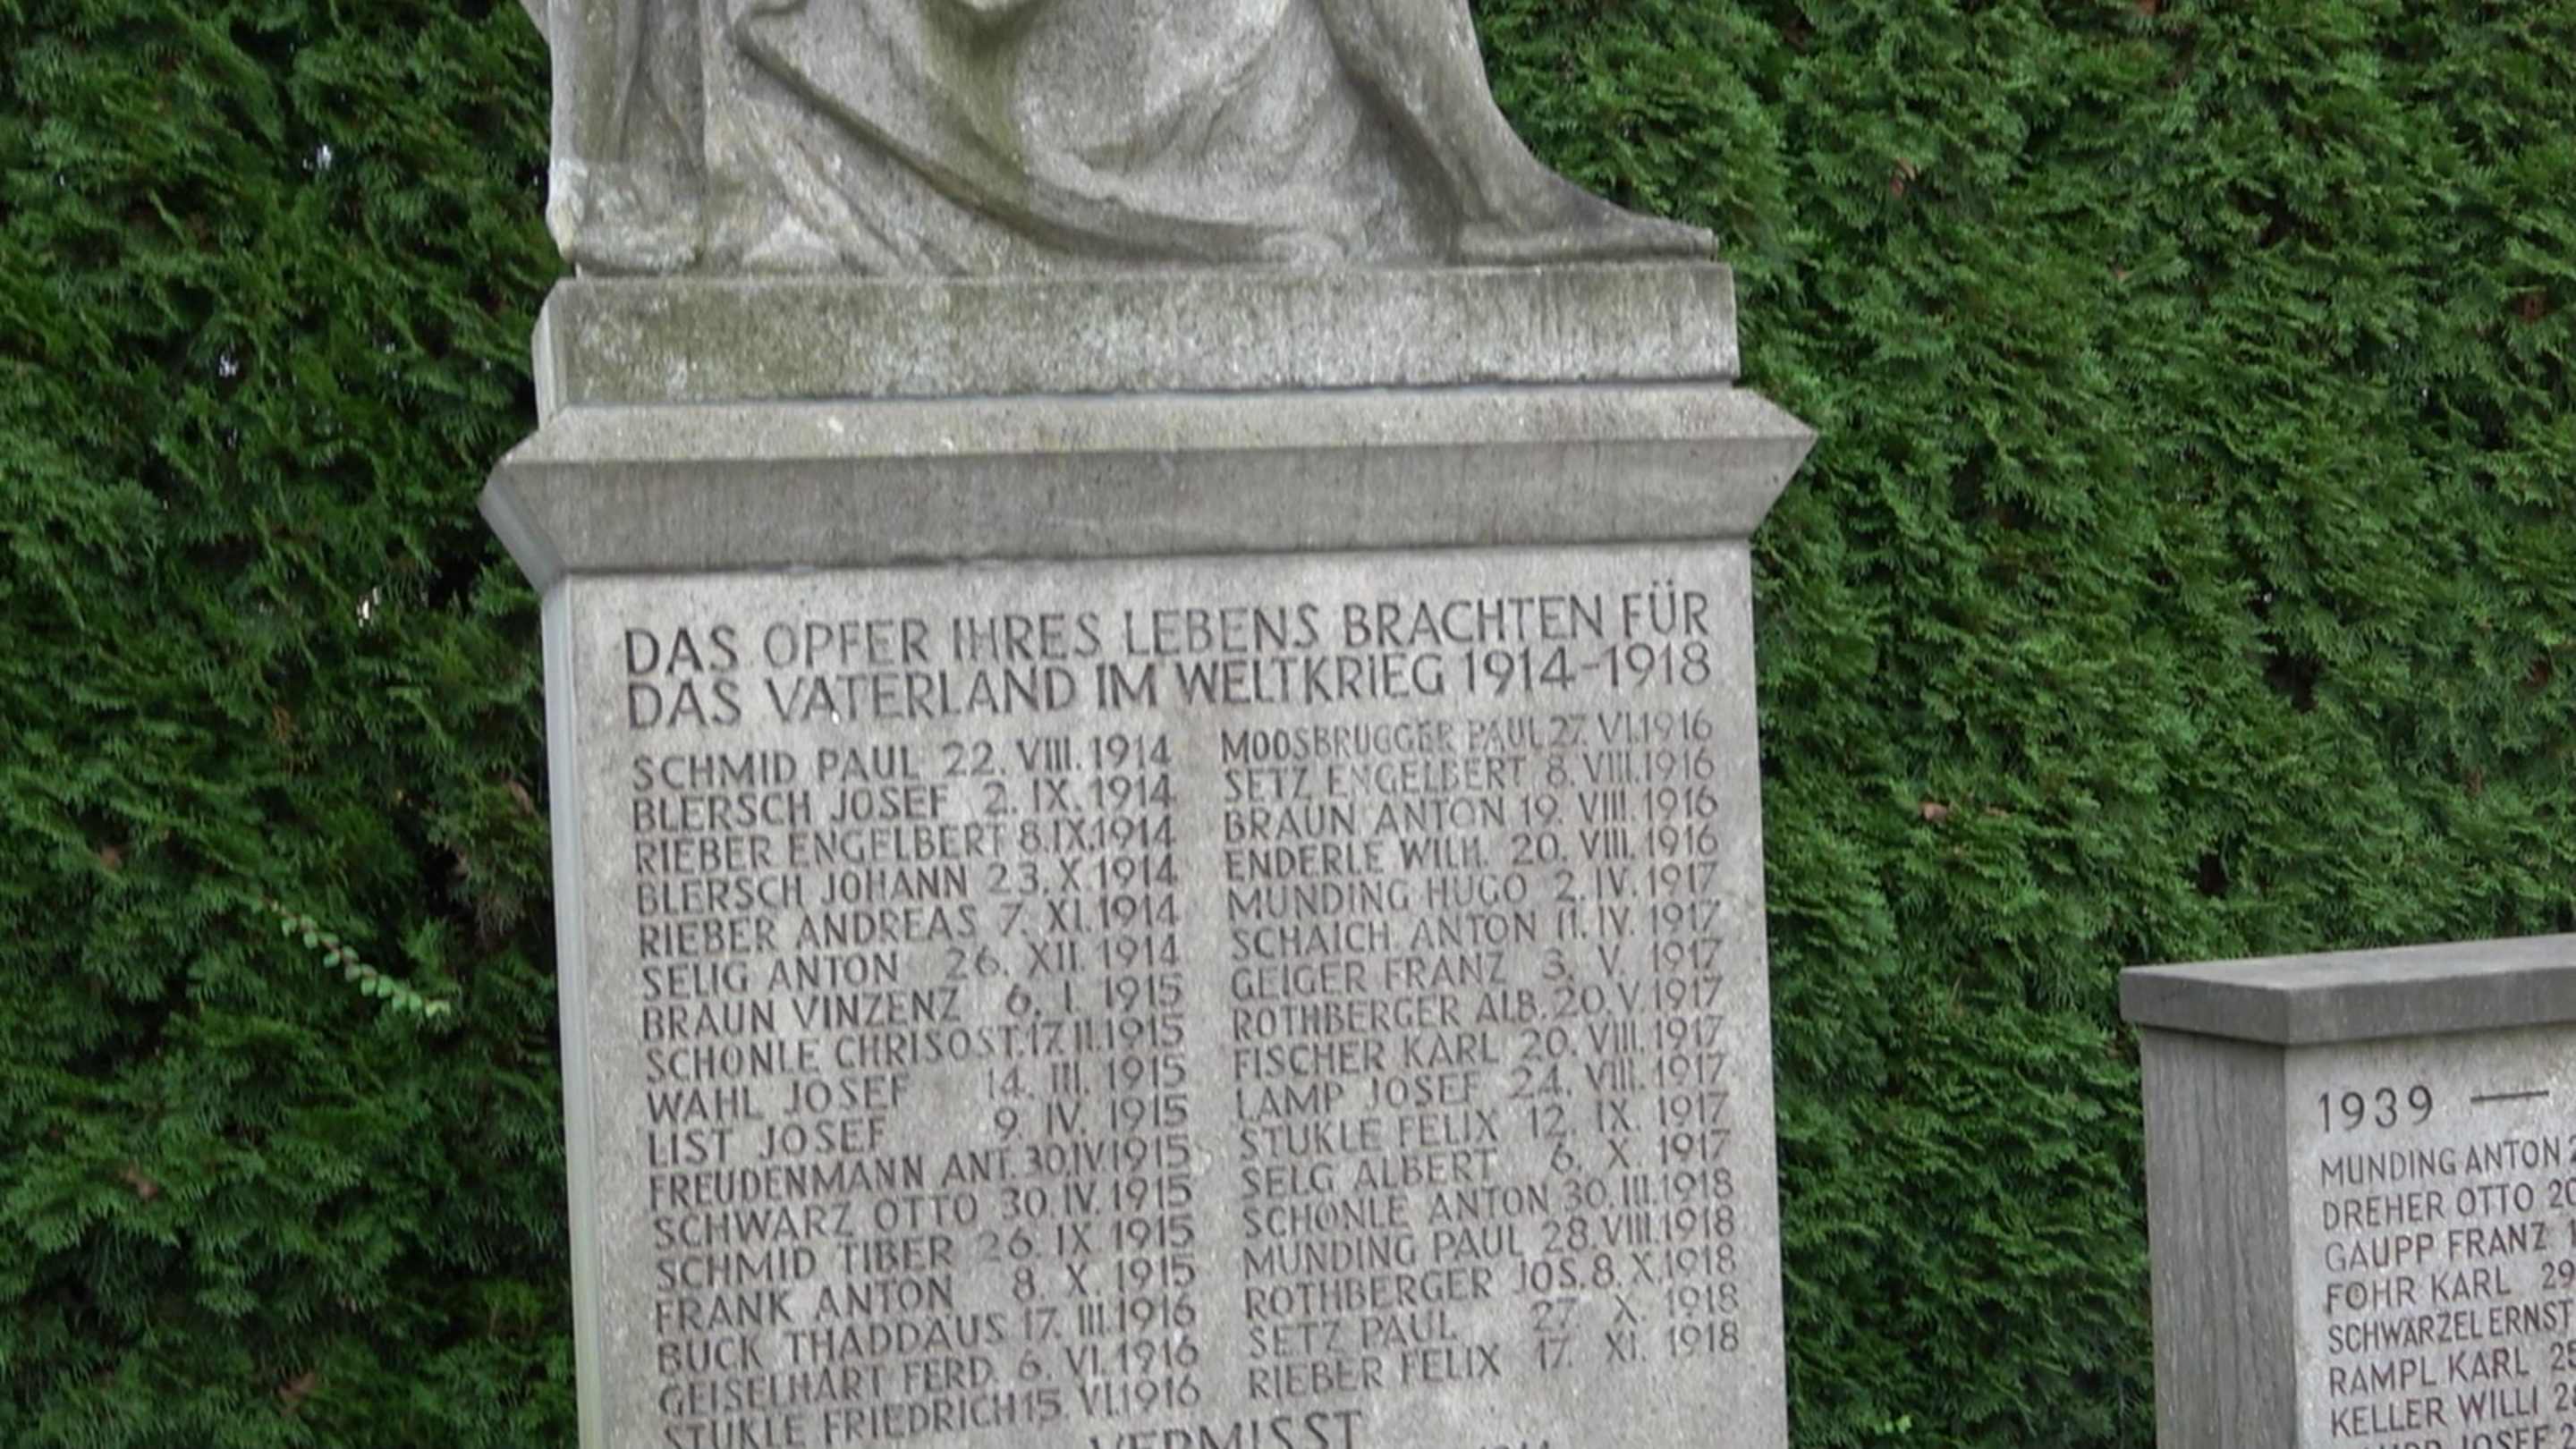 DAS OPFER IHRES LEBENS BRACHTEN FÜR
DAS VATERLAND IM WELTKRIEG 1914-1918
SCHMID PAUL 22. VIII. 1914
BLERSCH JOSEF 2. IX. 1914
RIEBER ENGELBERT 8. IX. 1914
BLERSCH JOHANN 23. X. 1914
RIEBER ANDREAS 7. XI. 1914
SELIG ANTON 26. XII. 1914
BRAUN VINZENZ 6. I. 1915
SCHÖNLE CHRISOST. 17. II. 1915
WAHL JOSEF 14. III. 1915
LIST JOSEF 9. IV. 1915
FREUDENMANN ANT. 30. IV 1915
SCHWARZ OTTO 30. IV. 1915
SCHMID TIBER 26. IX 1915
FRANK ANTON 8. X. 1915
BUCK THADDÄUS 17. III. 1916
GEISELHART FERD. 6. VI. 1916
STÜKLE FRIEDRICH 15. VI. 1916
MOOSBRUGGER PAUL 27. VI. 1916
SETZ ENGELBERT 8. VIII. 1916
BRAUN ANTON 19. VIII. 1916
ENDERLE WILH. 20. VIII. 1916
MUNDING HUGO 2. IV. 1917
SCHAICH ANTON 11. IV. 1917
GEIGER FRANZ 3. V. 1917
ROTHBERGER ALB. 20. V. 1917
FISCHER KARL 20. VIII. 1917
LAMP JOSEF 24. VIII. 1917
STÜKLE FELIX 12. IX. 1917
SELG ALBERT 6. X. 1917
SCHÖNLE ANTON 30. III. 1918
MUNDING PAUL 28. VIII. 1918
ROTHBERGER JOS. 8. X. 1918
SETZ PAUL 27. X. 1918
RIEBER FELIX 17. XI. 1918
VERMISST
1939 —
MUNDING ANTON
DREHER OTTO
GAUPP FRANZ
FÖHR KARL 29
SCHWARZEL ERNST
RAMPL KARL
KELLER WILLI
JOSEF